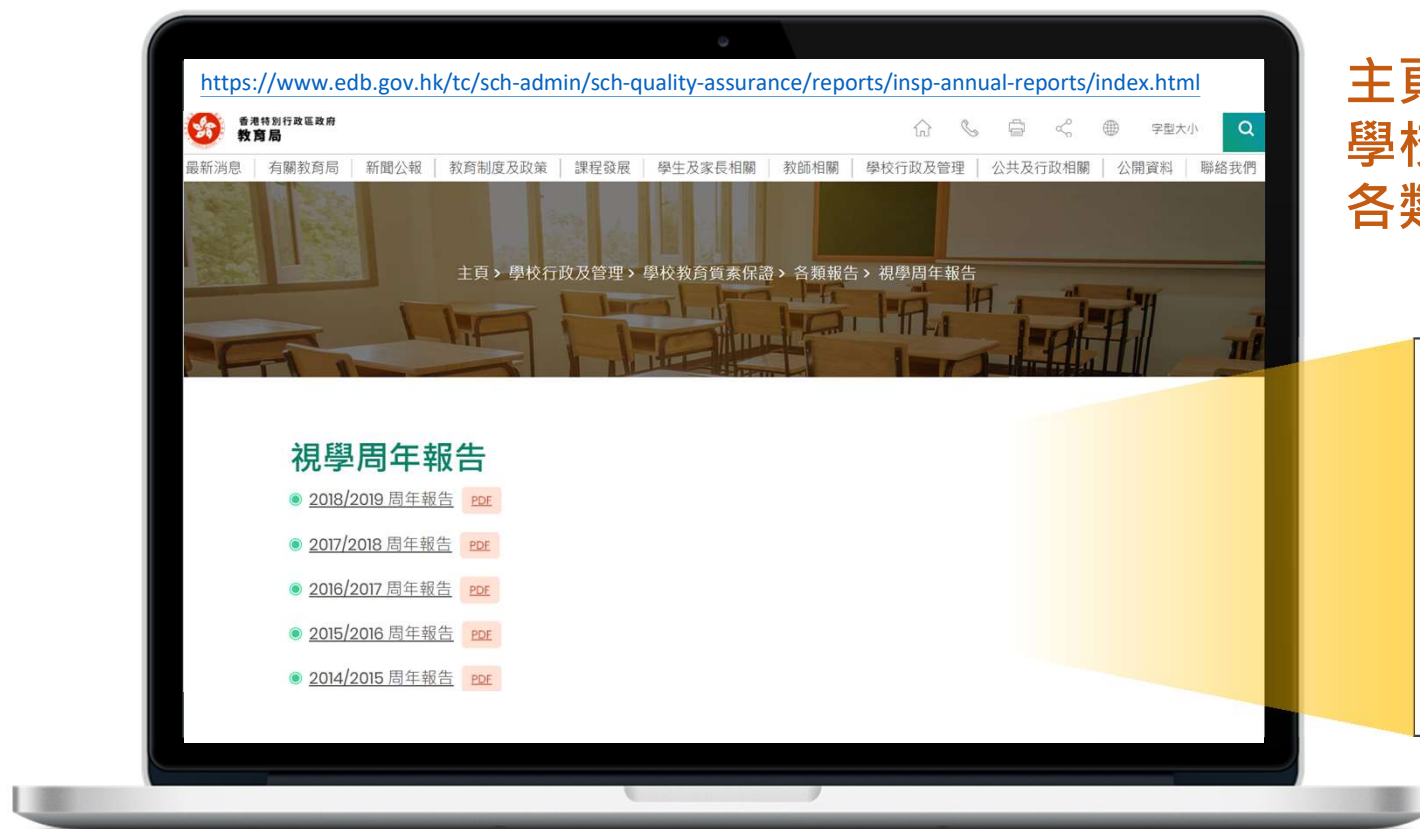 https://www.edb.gov.hk/tc/sch-admin/sch-quality-assurance/reports/insp-annual-reports/index.html
香港特別行政區政府
教育局
字型大小
最新消息 | 有關教育局 | 新聞公報 | 教育制度及政策 | 課程發展 | 學生及家長相關 | 教師相關 | 學校行政及管理 | 公共及行政相關 | 公開資料 | 聯絡我們
主頁 > 學校行政及管理 > 學校教育質素保證 > 各類報告 > 視學周年報告
視學周年報告
2018/2019 周年報告 PDF
2017/2018 周年報告 PDF
2016/2017 周年報告 PDF
2015/2016 周年報告 PDF
2014/2015 周年報告 PDF
主
學
各